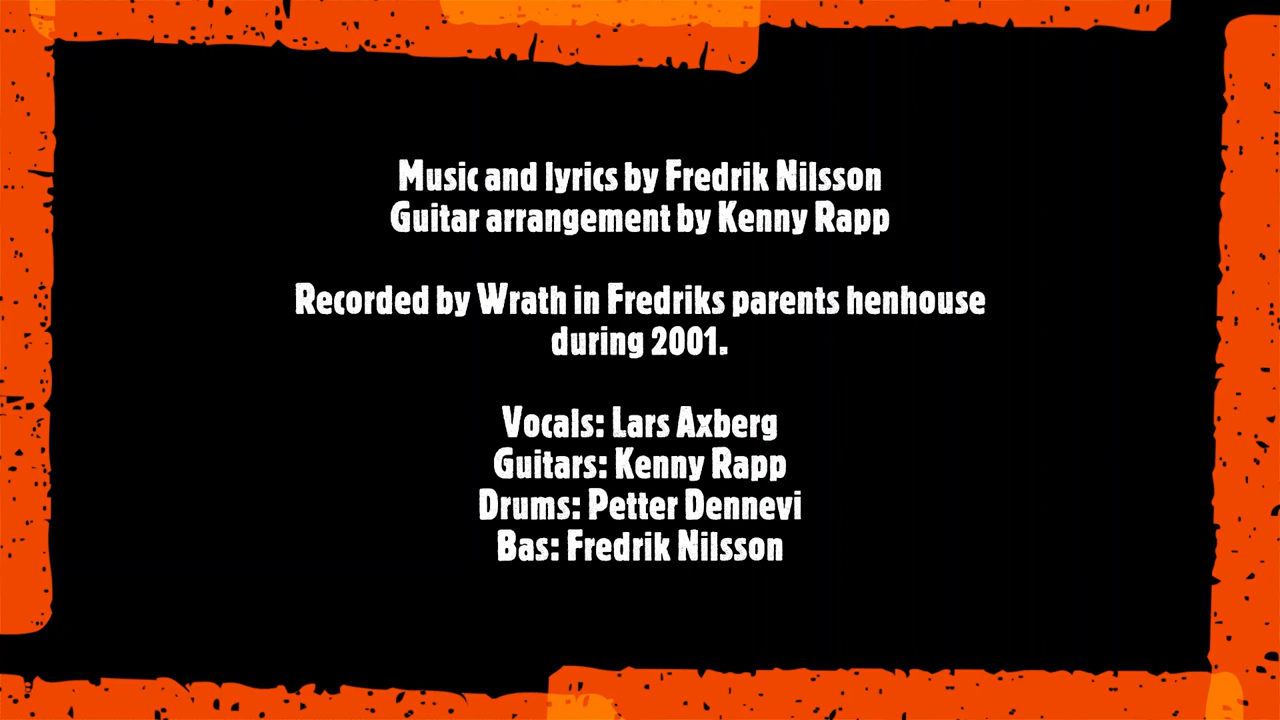 Music and lyrics by Fredrik Nilsson
Guitar arrangement by Kenny Rapp
Recorded by Wrath in Fredriks parents henhouse
during 2001.
Vocals: Lars Axberg
Guitars: Kenny Rapp
Drums: Petter Dennevi
Bas: Fredrik Nilsson